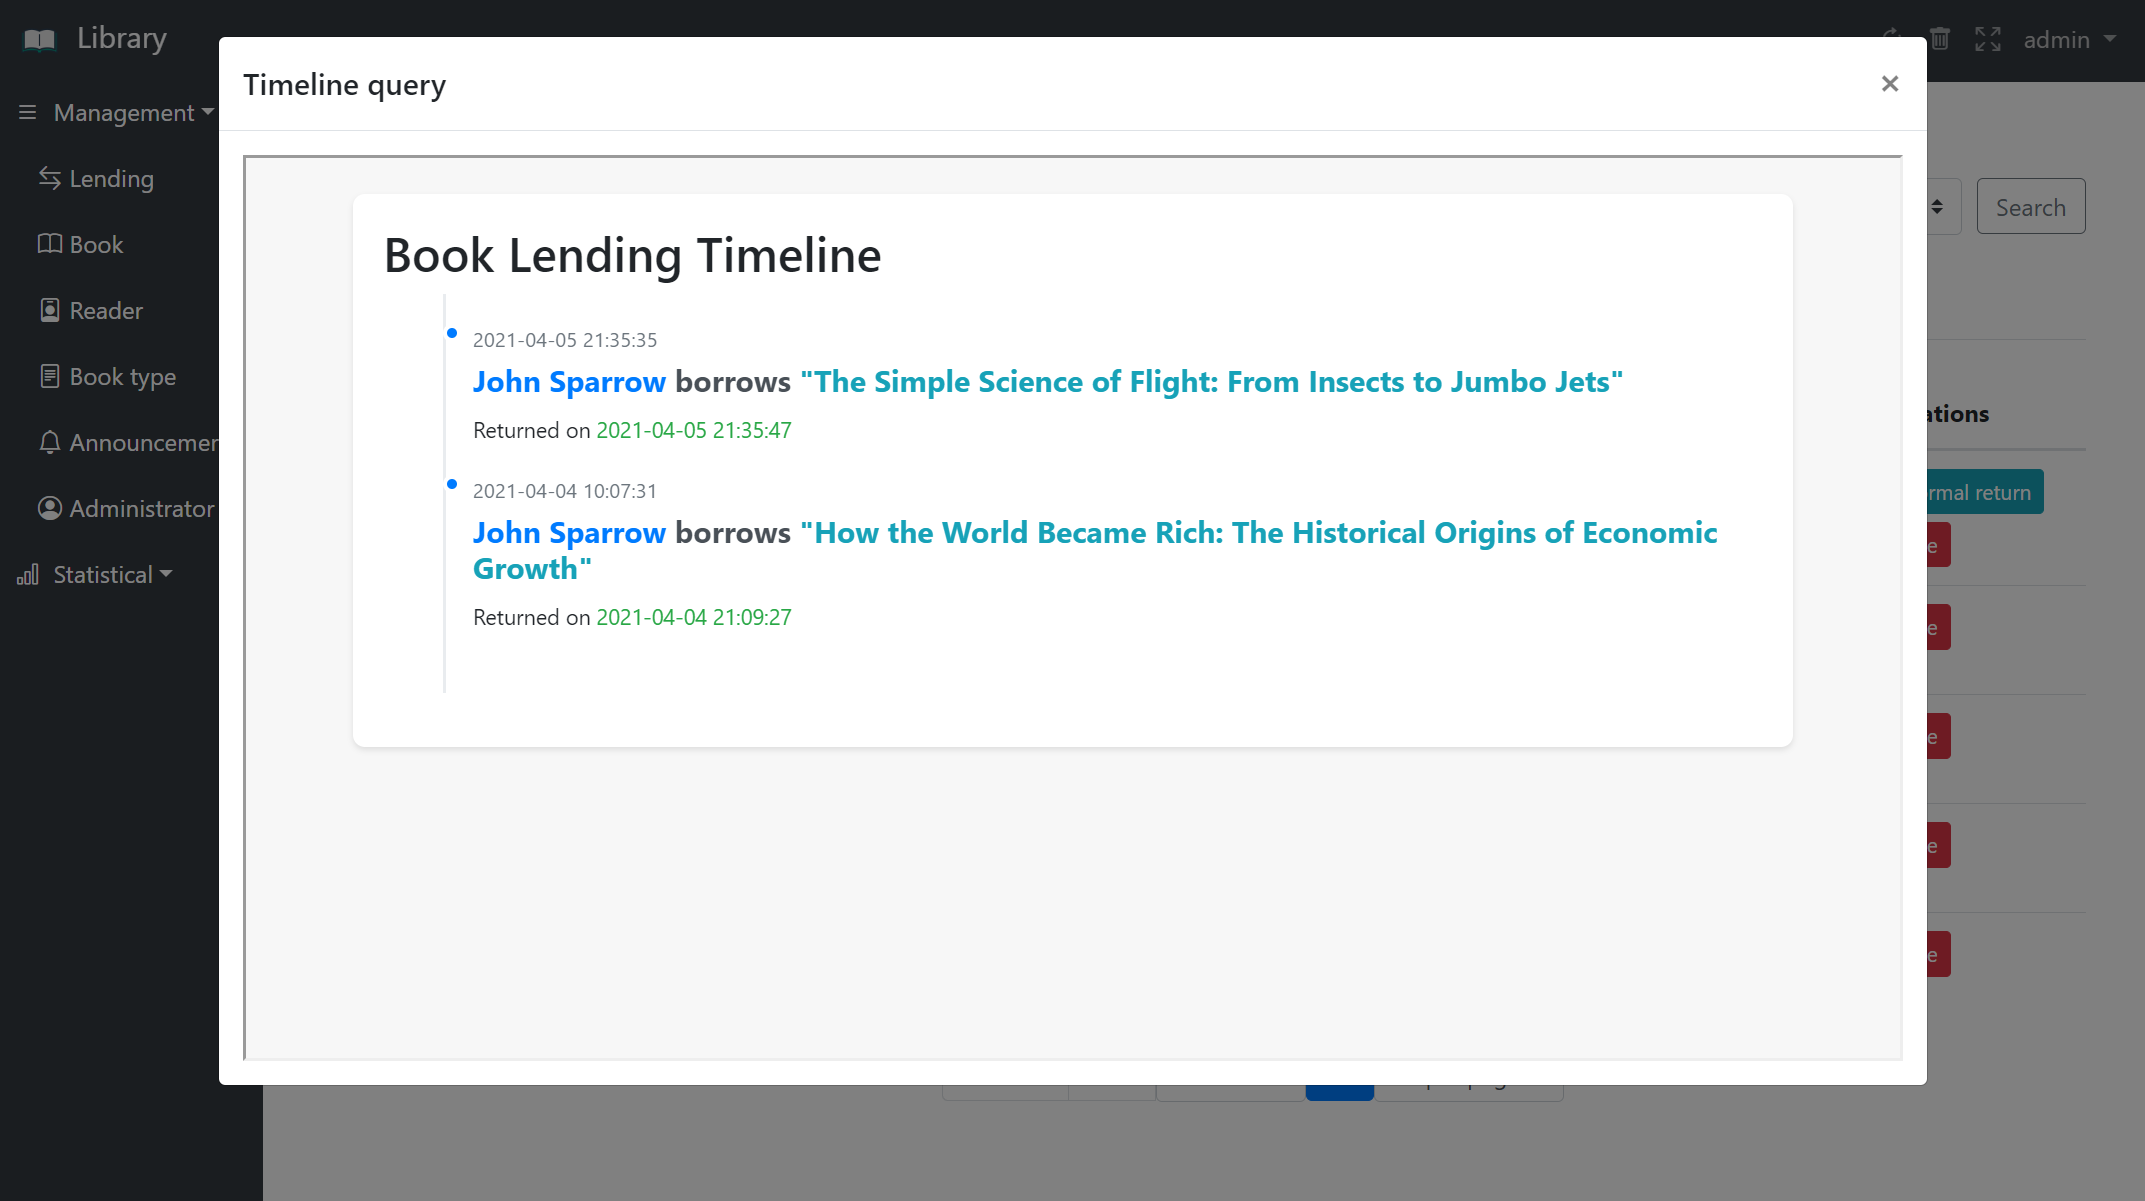 Library
admin
Timeline query
×
Management
Lending
Book
Reader
Book type
Announcemen
Administrator
Statistical
Search
Book Lending Timeline
2021-04-05 21:35:35
John Sparrow borrows "The Simple Science of Flight: From Insects to Jumbo Jets"
Returned on 2021-04-05 21:35:47
2021-04-04 10:07:31
John Sparrow borrows "How the World Became Rich: The Historical Origins of Economic
Growth"
Returned on 2021-04-04 21:09:27
ations
rmal return
e
e
e
e
e